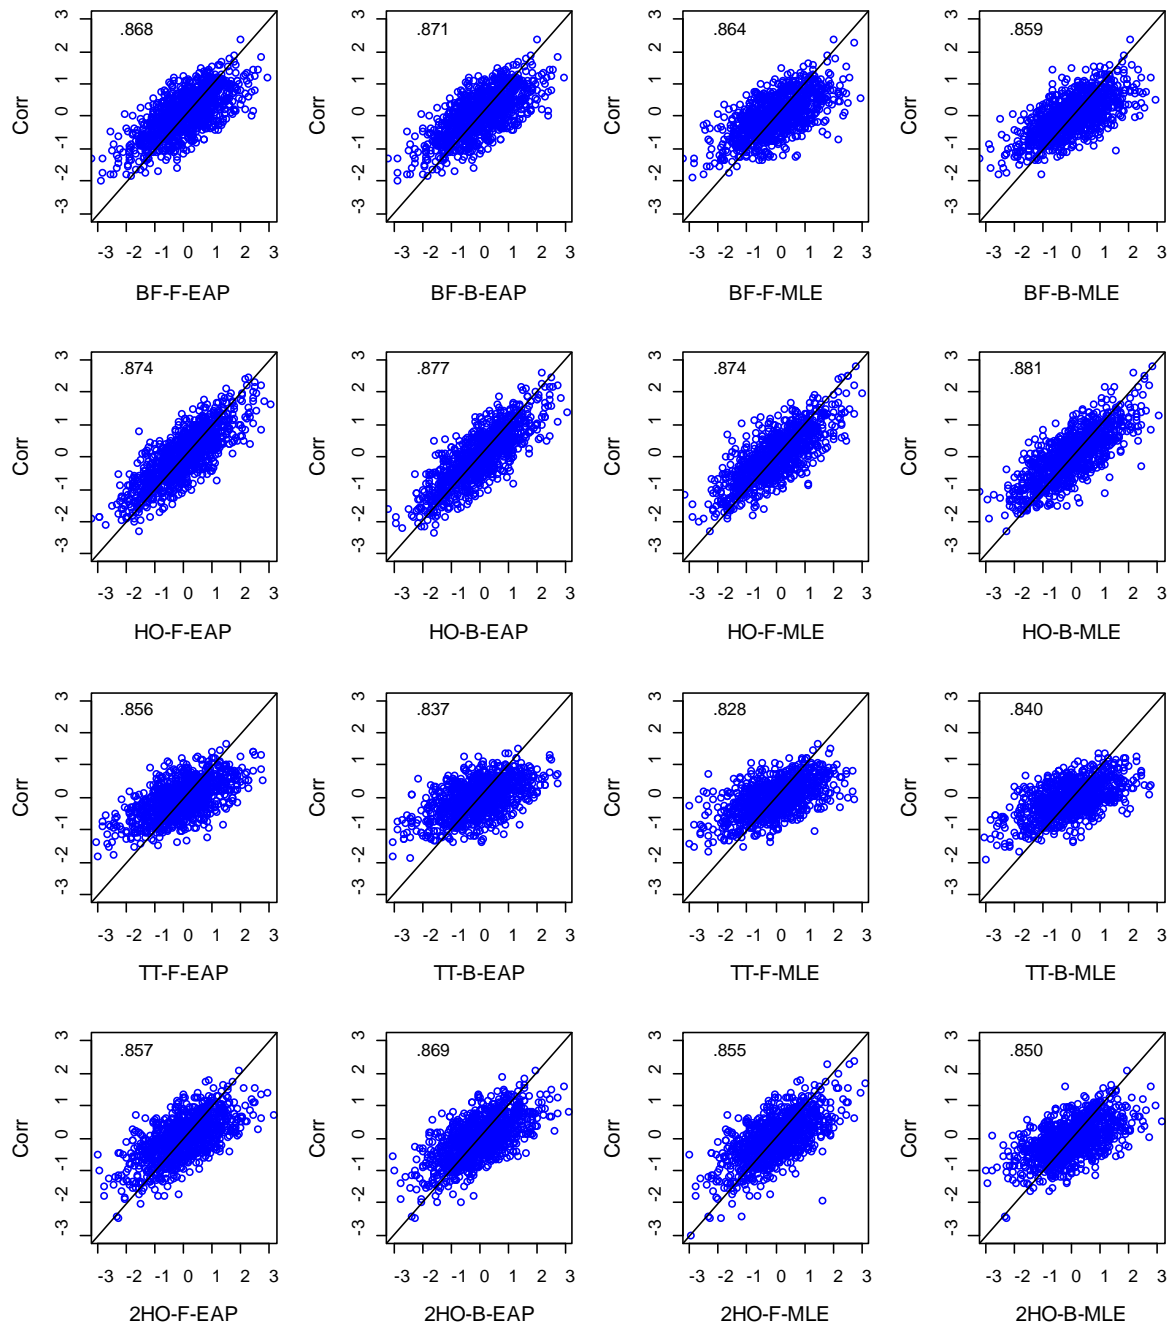 .868 .871 .864 .859
Corr Corr Corr Corr
3 3 3 3
2 2 2 2
1 1 1 1
0 0 0 0
-1 -1 -1 -1
-2 -2 -2 -2
-3 -3 -3 -3
-3 -2 -1 0 1 2 3 -3 -2 -1 0 1 2 3 -3 -2 -1 0 1 2 3 -3 -2 -1 0 1 2 3
BF-F-EAP BF-B-EAP BF-F-MLE BF-B-MLE
.874 .877 .874 .881
Corr Corr Corr Corr
3 3 3 3
2 2 2 2
1 1 1 1
0 0 0 0
-1 -1 -1 -1
-2 -2 -2 -2
-3 -3 -3 -3
-3 -2 -1 0 1 2 3 -3 -2 -1 0 1 2 3 -3 -2 -1 0 1 2 3 -3 -2 -1 0 1 2 3
HO-F-EAP HO-B-EAP HO-F-MLE HO-B-MLE
.856 .837 .828 .840
Corr Corr Corr Corr
3 3 3 3
2 2 2 2
1 1 1 1
0 0 0 0
-1 -1 -1 -1
-2 -2 -2 -2
-3 -3 -3 -3
-3 -2 -1 0 1 2 3 -3 -2 -1 0 1 2 3 -3 -2 -1 0 1 2 3 -3 -2 -1 0 1 2 3
TT-F-EAP TT-B-EAP TT-F-MLE TT-B-MLE
.857 .869 .855 .850
Corr Corr Corr Corr
3 3 3 3
2 2 2 2
1 1 1 1
0 0 0 0
-1 -1 -1 -1
-2 -2 -2 -2
-3 -3 -3 -3
-3 -2 -1 0 1 2 3 -3 -2 -1 0 1 2 3 -3 -2 -1 0 1 2 3 -3 -2 -1 0 1 2 3
2HO-F-EAP 2HO-B-EAP 2HO-F-MLE 2HO-B-MLE